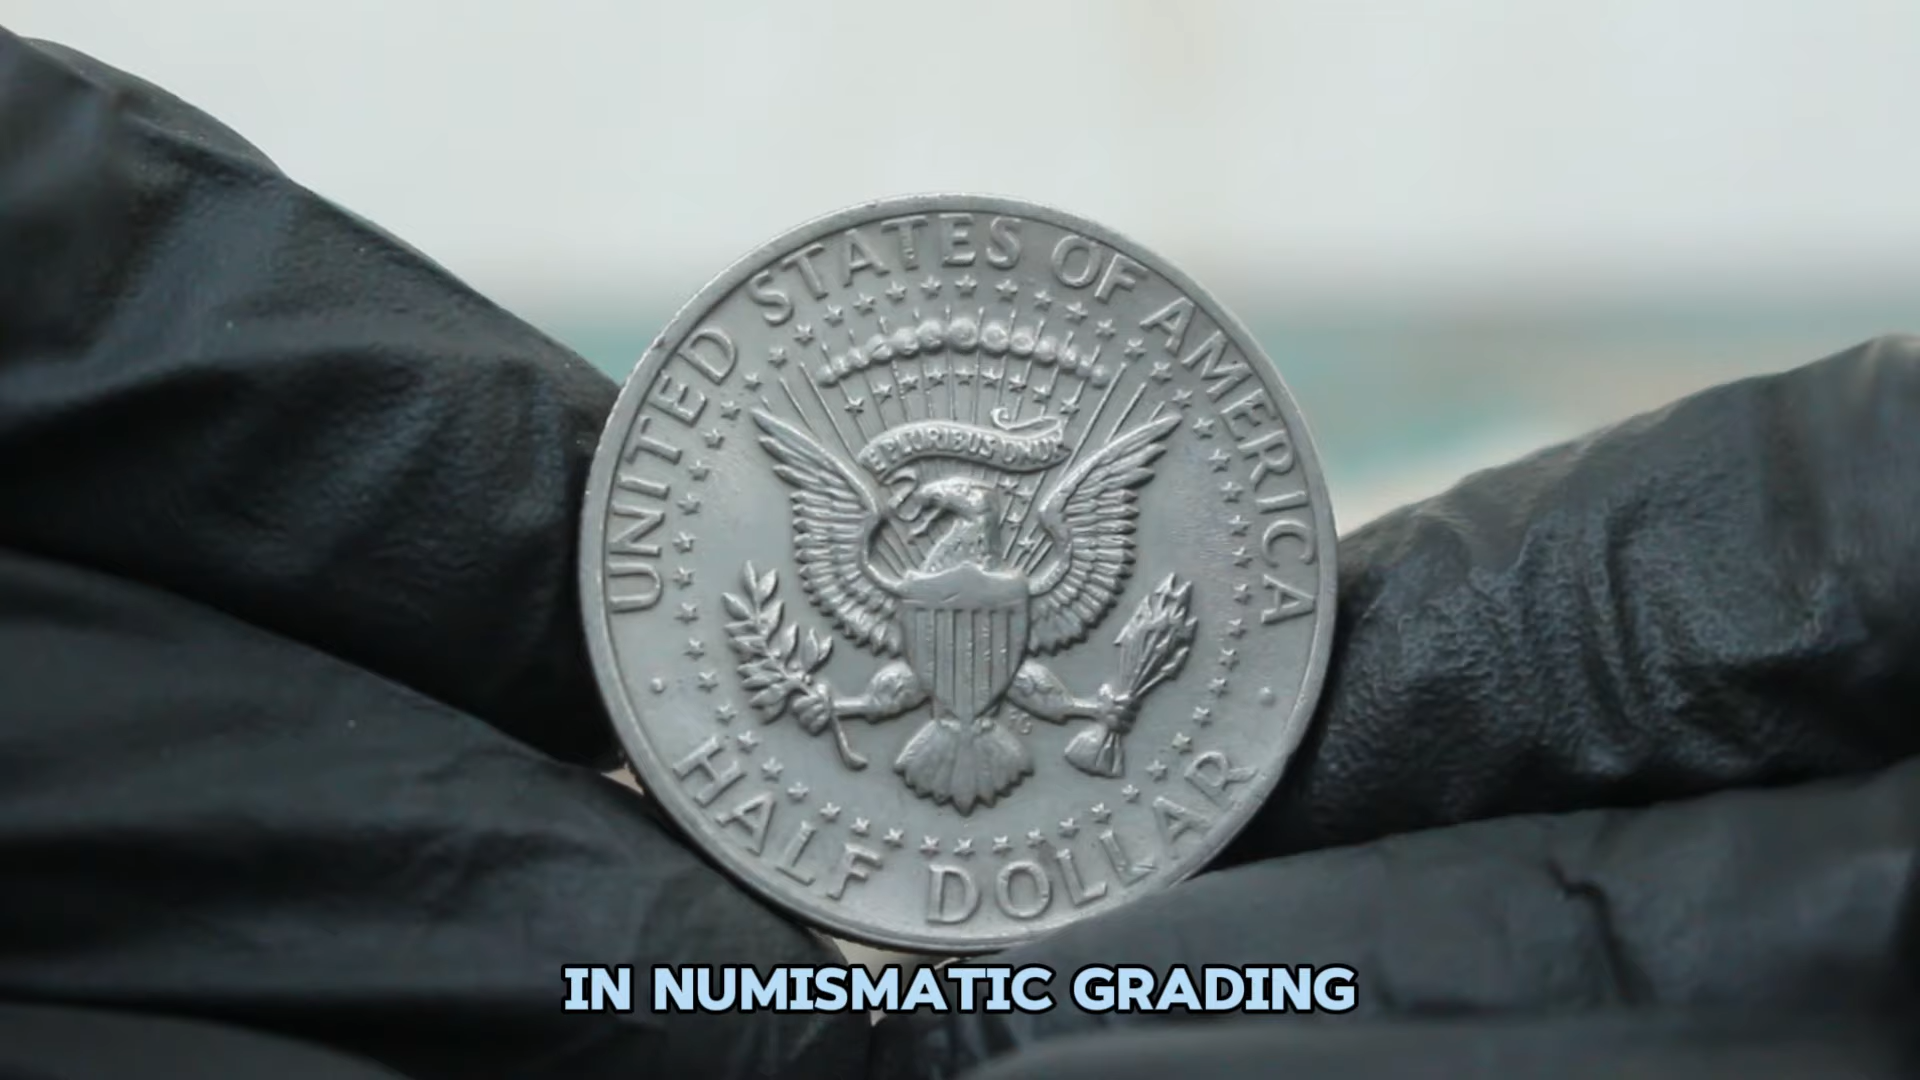 UNITED STATES OF AMERICA
E PLURIBUS UNUM
HALF DOLLAR
IN NUMISMATIC GRADING